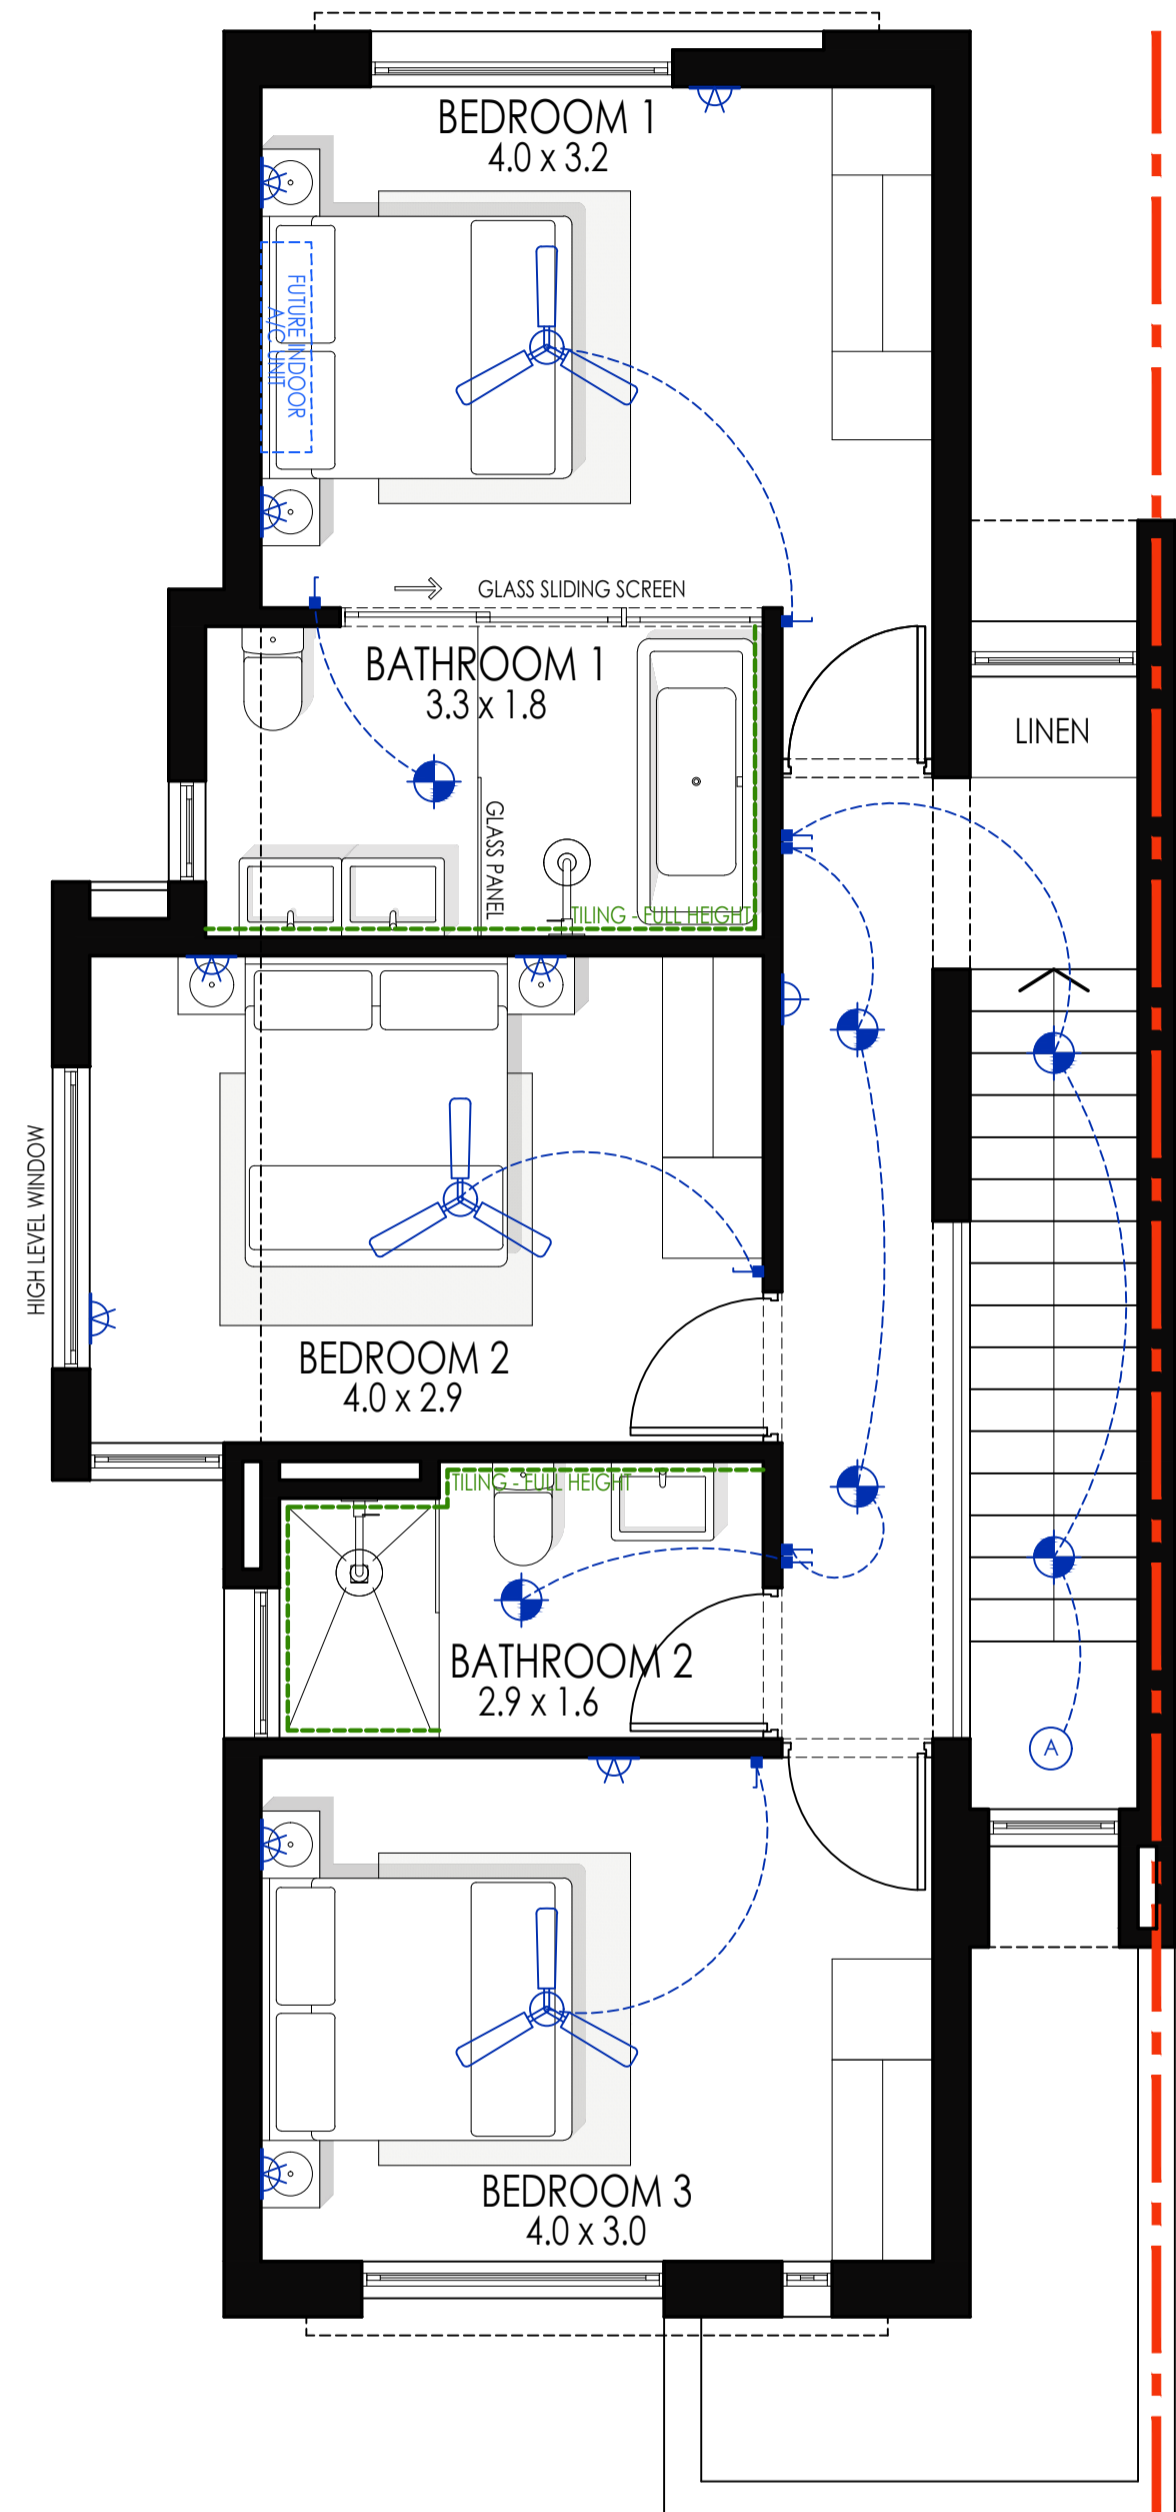 BEDROOM 1
4.0 x 3.2
FUTURE INDOOR
A/C UNIT
GLASS SLIDING SCREEN
BATHROOM 1
3.3 x 1.8
LINEN
GLASS PANEL
TILING - FULL HEIGHT
HIGH LEVEL WINDOW
BEDROOM 2
4.0 x 2.9
TILING - FULL HEIGHT
BATHROOM 2
2.9 x 1.6
A
BEDROOM 3
4.0 x 3.0